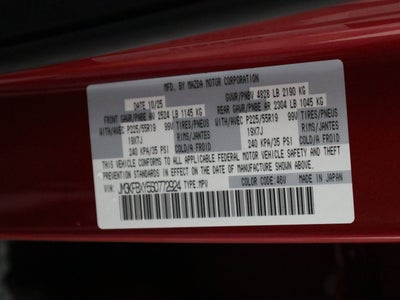 MFD. BY MAZDA MOTOR CORPORATION
DATE 10/25 GVWR/PNBV 4828 LB 2190 KG
FRONT GAWR/PNBE AV 2524 LB 1145 KG REAR GAWR/PNBE AR 2304 LB 1045 KG
WITH/AVEC P225/55R19 99V TIRES/PNEUS WITH/AVEC P225/55R19 99V TIRES/PNEUS
19X7J RIMS/JANTES 19X7J RIMS/JANTES
240 KPA/35 PSI COLD/A FROID 240 KPA/35 PSI COLD/A FROID
THIS VEHICLE CONFORMS TO ALL APPLICABLE FEDERAL MOTOR VEHICLE SAFETY AND THEFT
PREVENTION STANDARDS IN EFFECT ON THE DATE OF MANUFACTURE SHOWN ABOVE.
VIN: TYPE:MPV COLOR: 46V MADE IN JAPAN